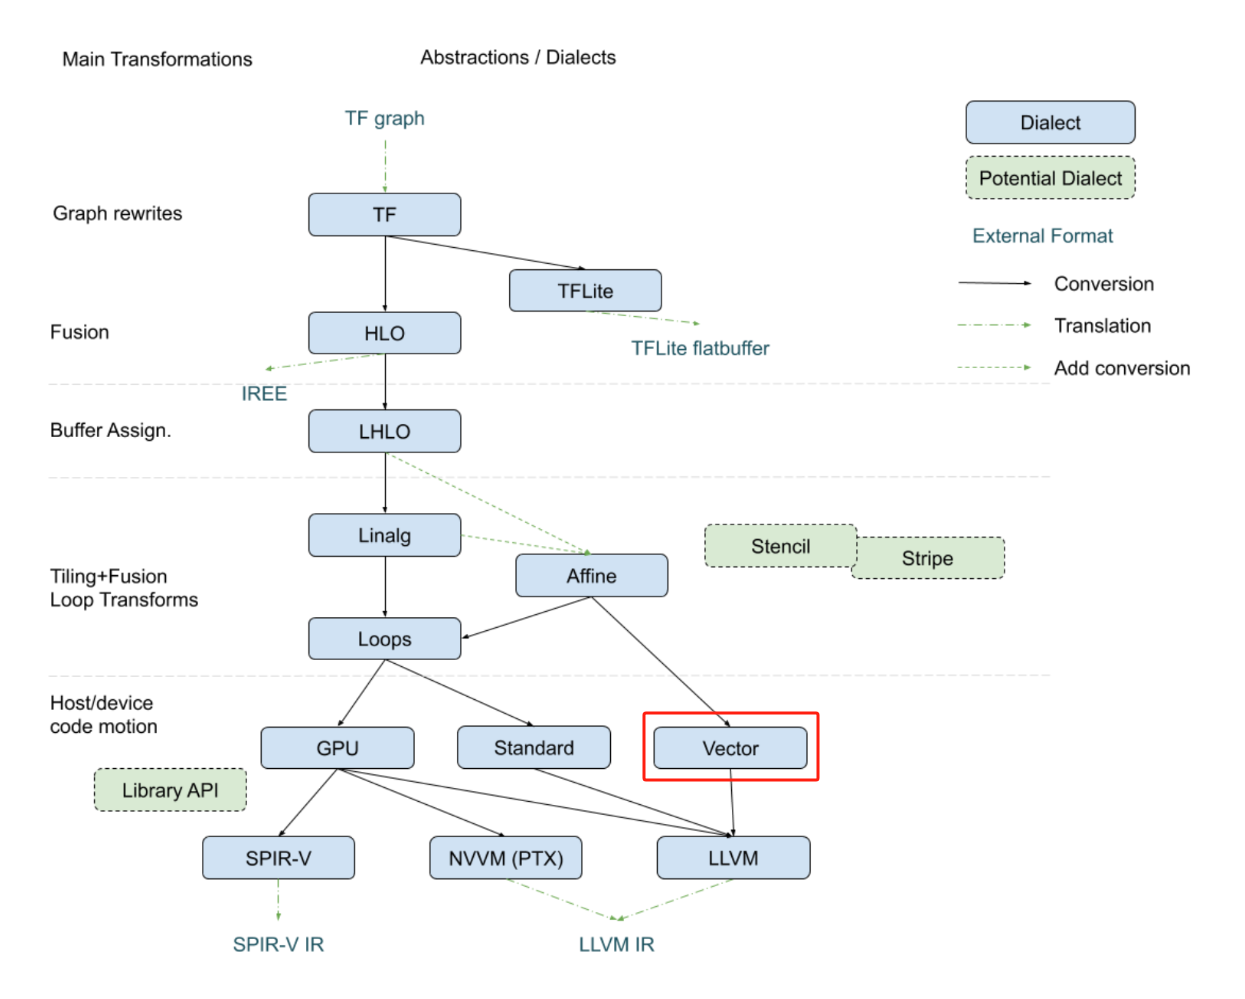 Main Transformations
Abstractions / Dialects
TF graph
Dialect
Potential Dialect
Graph rewrites
TF
External Format
TFLite
Conversion
Fusion
HLO
Translation
TFLite flatbuffer
Add conversion
IREE
Buffer Assign.
LHLO
Linalg
Stencil
Stripe
Affine
Tiling+Fusion
Loop Transforms
Loops
Host/device
code motion
GPU
Standard
Vector
Library API
SPIR-V
NVVM (PTX)
LLVM
SPIR-V IR
LLVM IR